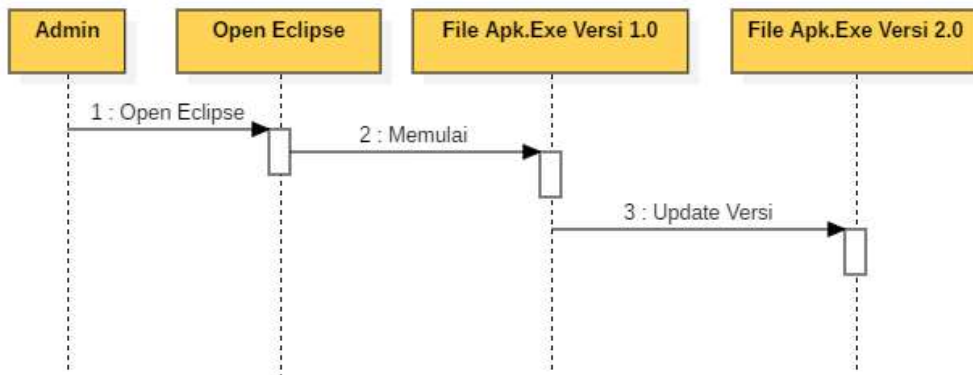 Admin
Open Eclipse
File Apk.Exe Versi 1.0
File Apk.Exe Versi 2.0
1 : Open Eclipse
2 : Memulai
3 : Update Versi